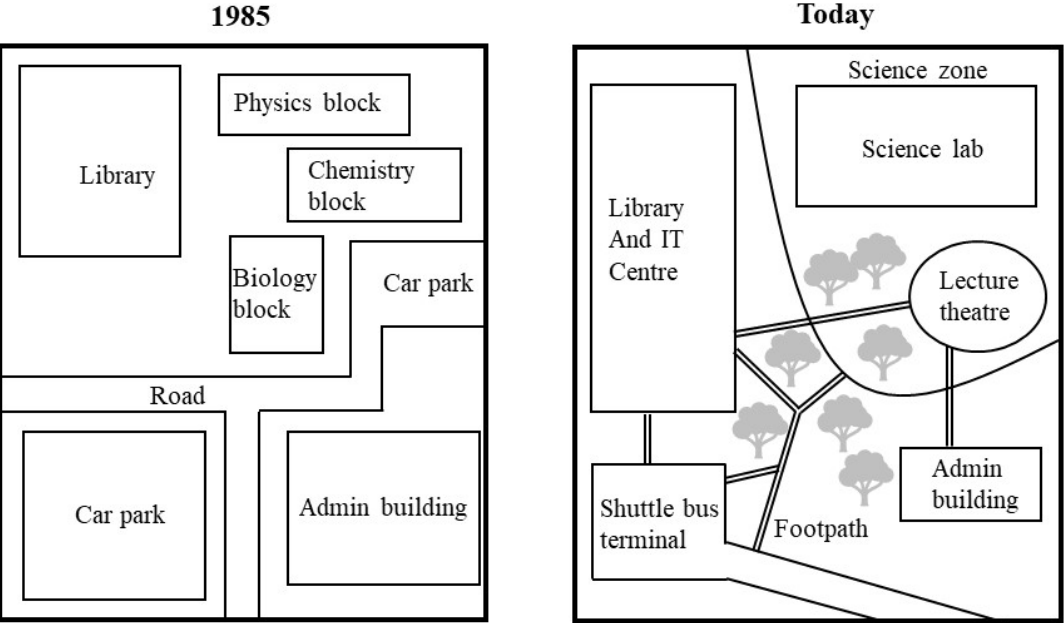 1985
Library
Physics block
Chemistry
block
Biology
block
Car park
Road
Car park
Admin building
Today
Science zone
Science lab
Library
And IT
Centre
Lecture
theatre
Shuttle bus
terminal
Footpath
Admin
building